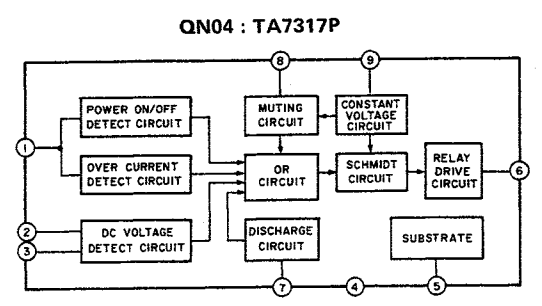 QN04 : TA7317P
8
9
POWER ON/OFF
DETECT CIRCUIT
MUTING
CIRCUIT
CONSTANT
VOLTAGE
CIRCUIT
1
OVER CURRENT
DETECT CIRCUIT
OR
CIRCUIT
SCHMIDT
CIRCUIT
RELAY
DRIVE
CIRCUIT
6
2
3
DC VOLTAGE
DETECT CIRCUIT
DISCHARGE
CIRCUIT
SUBSTRATE
7
4
5